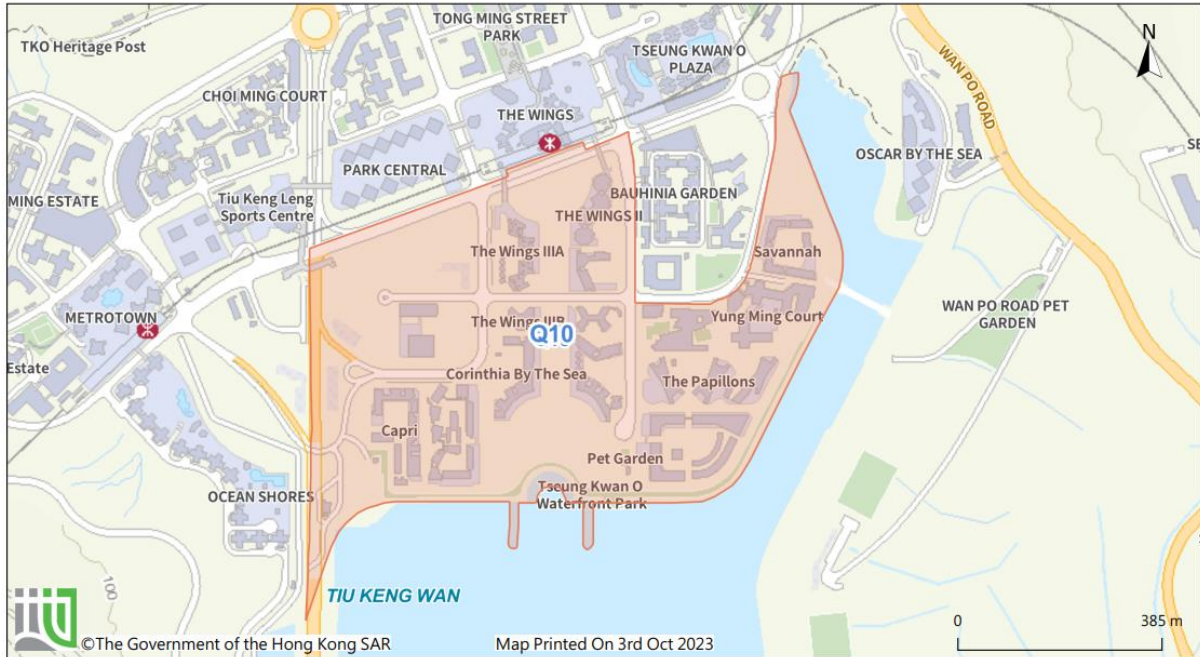 TONG MING STREET
PARK
N
TKO Heritage Post
TSEUNG KWAN O
PLAZA
WAN PO ROAD
CHOI MING COURT
THE WINGS
OSCAR BY THE SEA
SE
PARK CENTRAL
MING ESTATE
Tiu Keng Leng
Sports Centre
BAUHINIA GARDEN
THE WINGS II
The Wings IIIA
Savannah
METROTOWN
WAN PO ROAD PET
GARDEN
The Wings IIIB
Yung Ming Court
Q10
Estate
Corinthia By The Sea
The Papillons
Capri
Pet Garden
OCEAN SHORES
Tseung Kwan O
Waterfront Park
100
TIU KENG WAN
0
385 m
©The Government of the Hong Kong SAR
Map Printed On 3rd Oct 2023